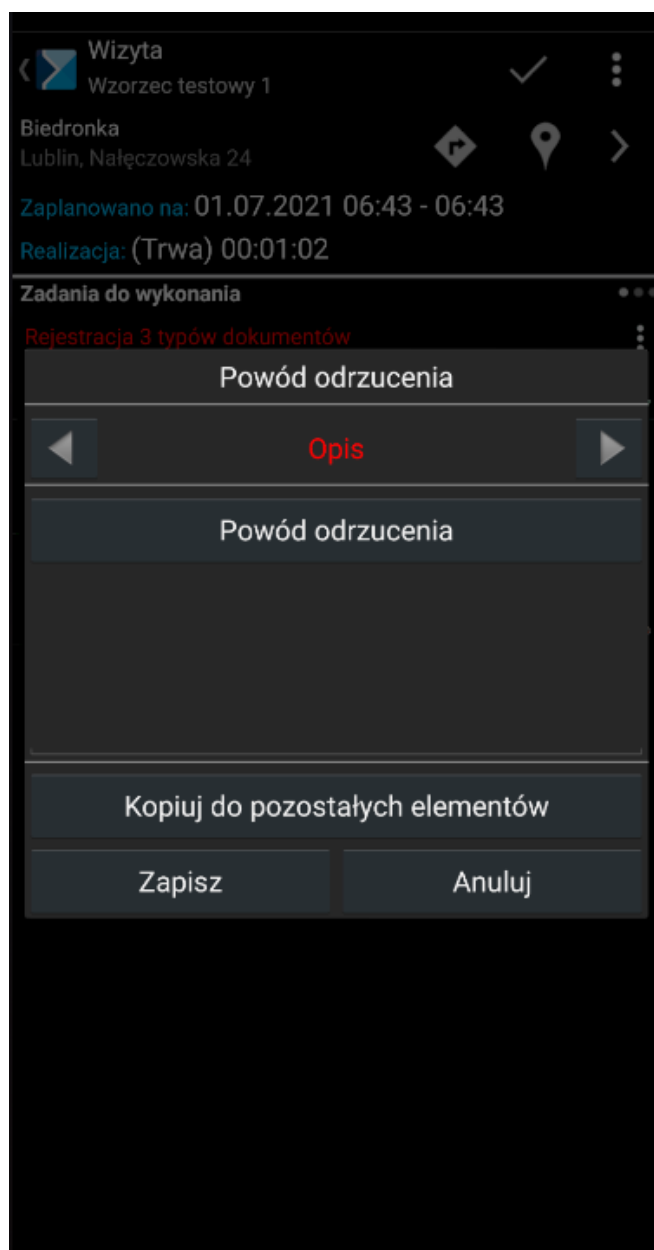 Wizyta
Wzorzec testowy 1
Biedronka
Lublin, Nałęczowska 24
Zaplanowano na: 01.07.2021 06:43 - 06:43
Realizacja: (Trwa) 00:01:02
Zadania do wykonania
Rejestracja 3 typów dokumentów
Powód odrzucenia
Opis
Powód odrzucenia
Kopiuj do pozostałych elementów
Zapisz Anuluj